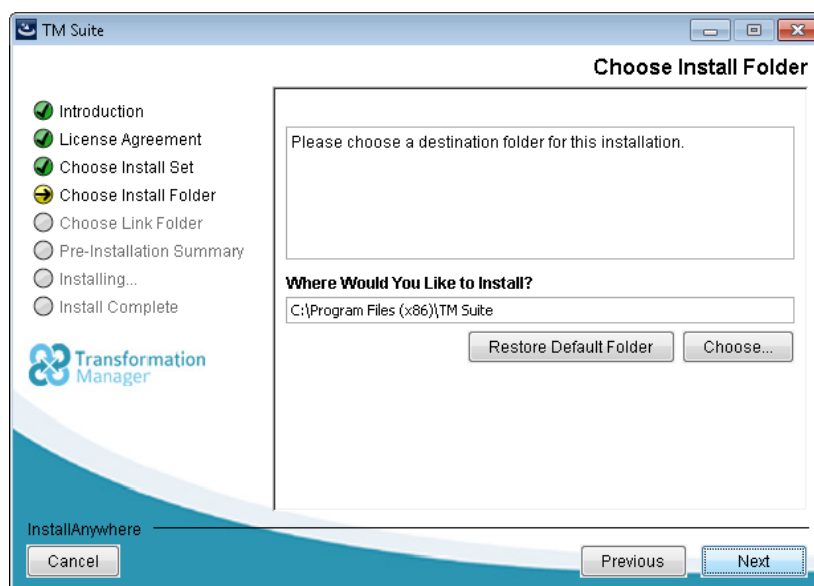 TM Suite
Choose Install Folder
Introduction
License Agreement
Choose Install Set
Choose Install Folder
Choose Link Folder
Pre-Installation Summary
Installing...
Install Complete
Transformation
Manager
Please choose a destination folder for this installation.
Where Would You Like to Install?
C:\Program Files (x86)\TM Suite
Restore Default Folder
Choose...
InstallAnywhere
Cancel
Previous
Next